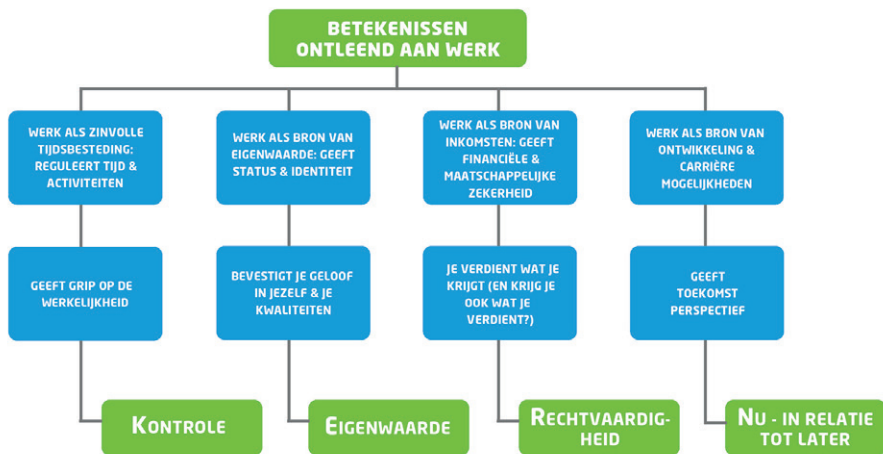 BETEKENISSEN
ONTLEEND AAN WERK
WERK ALS ZINVOLLE
TIJDSBESTEDING:
REGULEERT TIJD &
ACTIVITEITEN
WERK ALS BRON VAN
EIGENWAARDE: GEEFT
STATUS & IDENTITEIT
WERK ALS BRON VAN
INKOMSTEN: GEEFT
FINANCIËLE &
MAATSCHAPPELIJKE
ZEKERHEID
WERK ALS BRON VAN
ONTWIKKELING &
CARRIÈRE
MOGELIJKHEDEN
GEEFT GRIP OP DE
WERKELIJKHEID
BEVESTIGT JE GELOOF
IN JEZELF & JE
KWALITEITEN
JE VERDIENT WAT JE
KRIJGT (EN KRIJG JE
OOK WAT JE
VERDIENT?)
GEEFT
TOEKOMST
PERSPECTIEF
KONTROLE
EIGENWAARDE
RECHTVAARDIG-
HEID
NU - IN RELATIE
TOT LATER